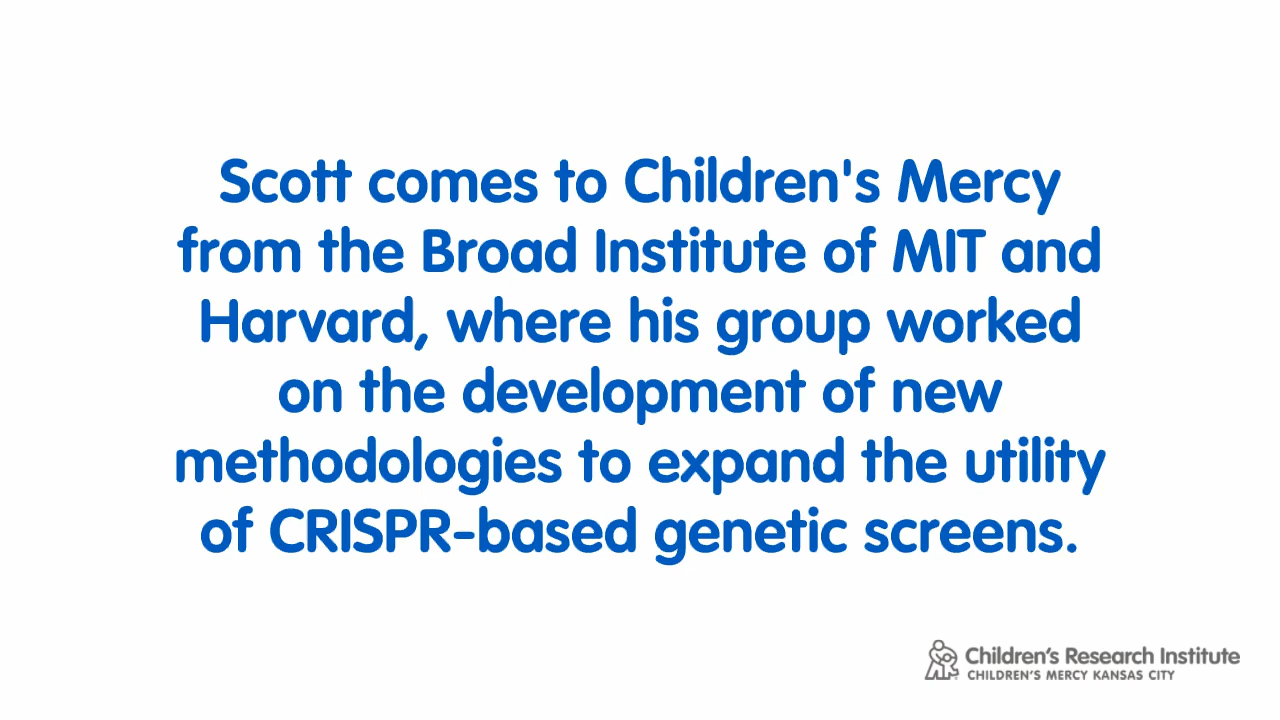 Scott comes to Children's Mercy
from the Broad Institute of MIT and
Harvard, where his group worked
on the development of new
methodologies to expand the utility
of CRISPR-based genetic screens.
Children's Research Institute
CHILDREN'S MERCY KANSAS CITY